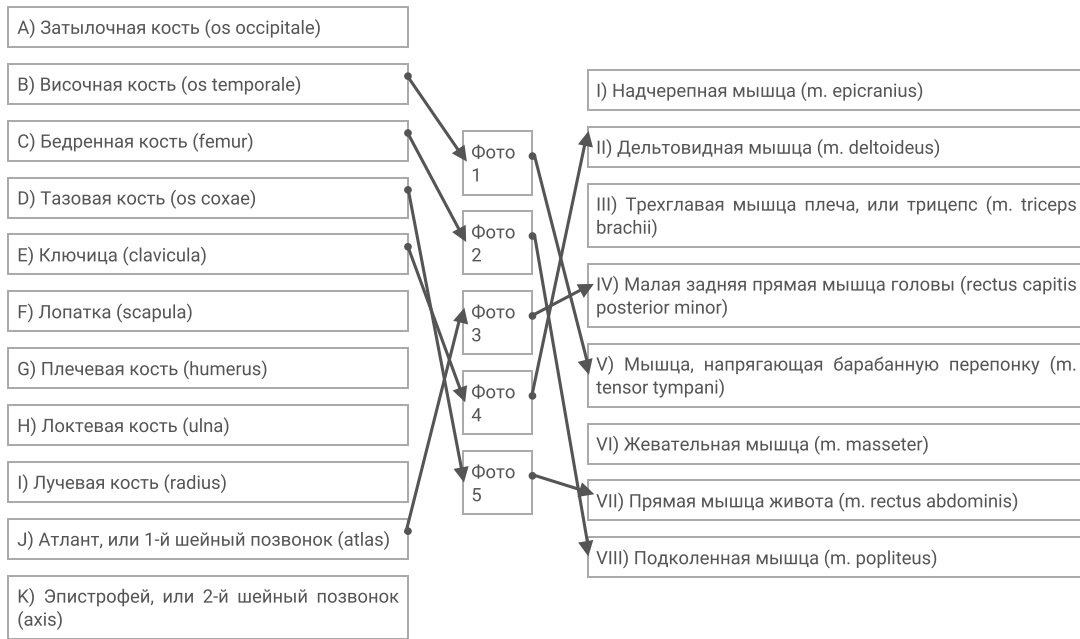 A) Затылочная кость (os occipitale)
B) Височная кость (os temporale)
C) Бедренная кость (femur)
D) Тазовая кость (os coxae)
E) Ключица (clavicula)
F) Лопатка (scapula)
G) Плечевая кость (humerus)
H) Локтевая кость (ulna)
I) Лучевая кость (radius)
J) Атлант, или 1-й шейный позвонок (atlas)
K) Эпистрофей, или 2-й шейный позвонок
(axis)
Фото
1
Фото
2
Фото
3
Фото
4
Фото
5
I) Надчерепная мышца (m. epicranius)
II) Дельтовидная мышца (m. deltoideus)
III) Трехглавая мышца плеча, или трицепс (m. triceps
brachii)
IV) Малая задняя прямая мышца головы (rectus capitis
posterior minor)
V) Мышца, напрягающая барабанную перепонку (m.
tensor tympani)
VI) Жевательная мышца (m. masseter)
VII) Прямая мышца живота (m. rectus abdominis)
VIII) Подколенная мышца (m. popliteus)